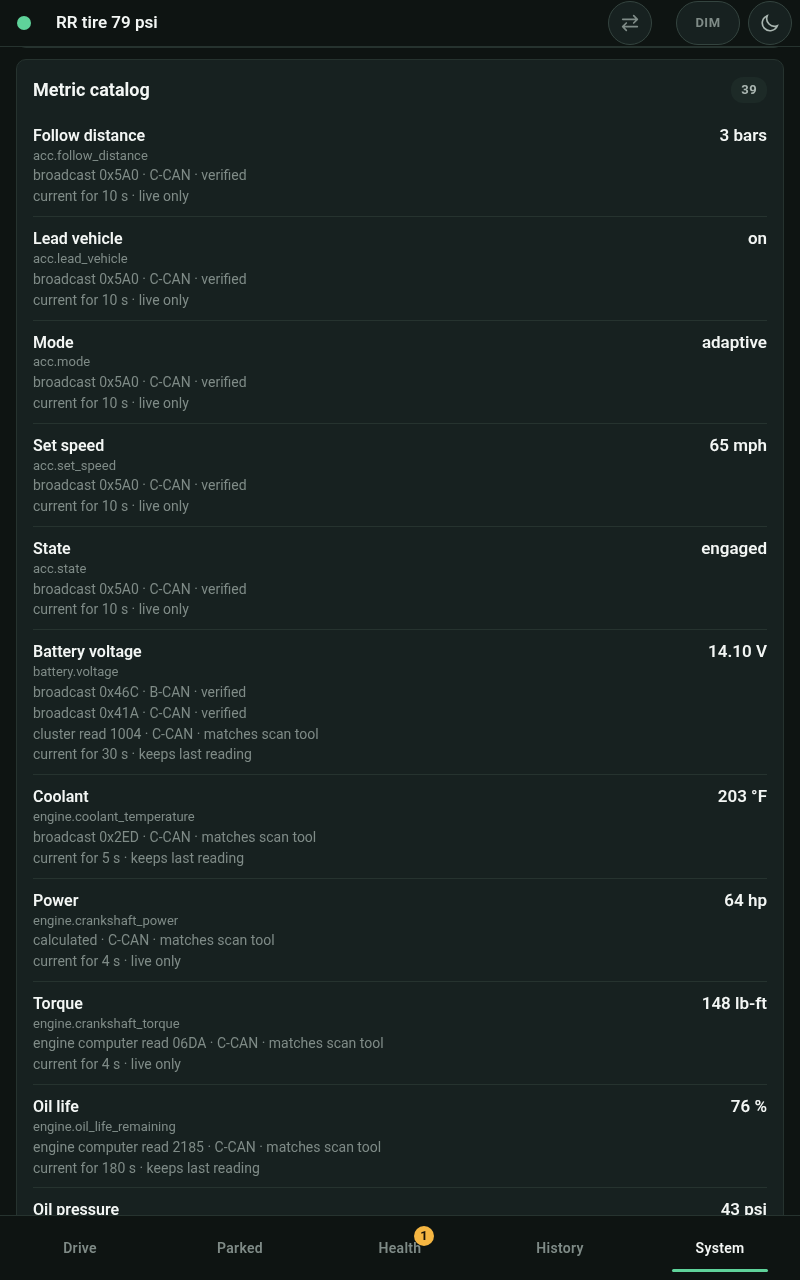 RR tire 79 psi
DIM
Metric catalog
39
Follow distance
3 bars
acc.follow_distance
broadcast 0x5A0 · C-CAN · verified
current for 10 s · live only
Lead vehicle
on
acc.lead_vehicle
broadcast 0x5A0 · C-CAN · verified
current for 10 s · live only
Mode
adaptive
acc.mode
broadcast 0x5A0 · C-CAN · verified
current for 10 s · live only
Set speed
65 mph
acc.set_speed
broadcast 0x5A0 · C-CAN · verified
current for 10 s · live only
State
engaged
acc.state
broadcast 0x5A0 · C-CAN · verified
current for 10 s · live only
Battery voltage
14.10 V
battery.voltage
broadcast 0x46C · B-CAN · verified
broadcast 0x41A · C-CAN · verified
cluster read 1004 · C-CAN · matches scan tool
current for 30 s · keeps last reading
Coolant
203 °F
engine.coolant_temperature
broadcast 0x2ED · C-CAN · matches scan tool
current for 5 s · keeps last reading
Power
64 hp
engine.crankshaft_power
calculated · C-CAN · matches scan tool
current for 4 s · live only
Torque
148 lb-ft
engine.crankshaft_torque
engine computer read 06DA · C-CAN · matches scan tool
current for 4 s · live only
Oil life
76 %
engine.oil_life_remaining
engine computer read 2185 · C-CAN · matches scan tool
current for 180 s · keeps last reading
Oil pressure
43 psi
Drive
Parked
Health
1
History
System